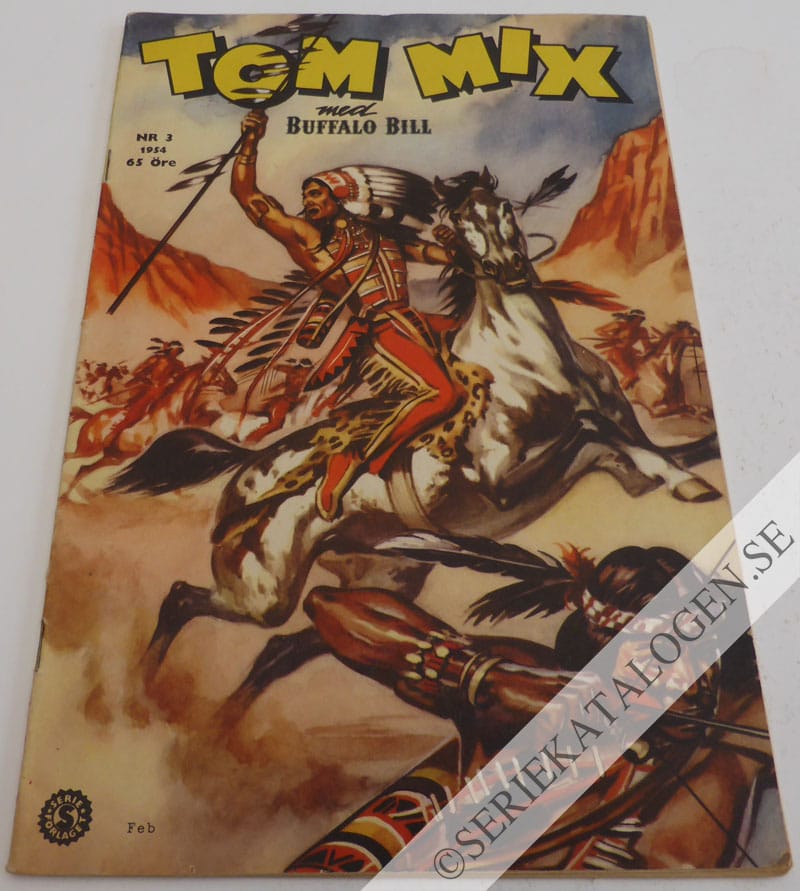 TOM MIX
med
BUFFALO BILL
NR 3
1954
65 Öre
SERIE
S
FÖRLAGET
Feb
©SERIEKATALOGEN.SE